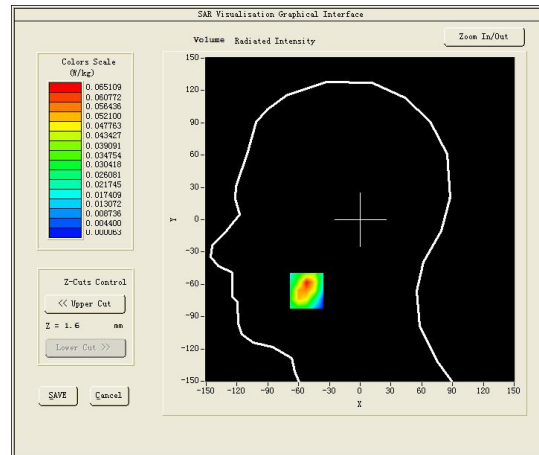 SAR Visualisation Graphical Interface
Volume Radiated Intensity
Zoom In/Out
Colors Scale
(W/kg)
0.065109
0.060772
0.056436
0.052100
0.047763
0.043427
0.039091
0.034754
0.030418
0.026081
0.021745
0.017409
0.013072
0.008736
0.004400
0.000063
Z-Cuts Control
<< Upper Cut
Z = 1.6 mm
Lower Cut >>
SAVE Cancel
150
120
90
60
30
0
-30
-60
-90
-120
-150
Y
-150 -120 -90 -60 -30 0 30 60 90 120 150
X